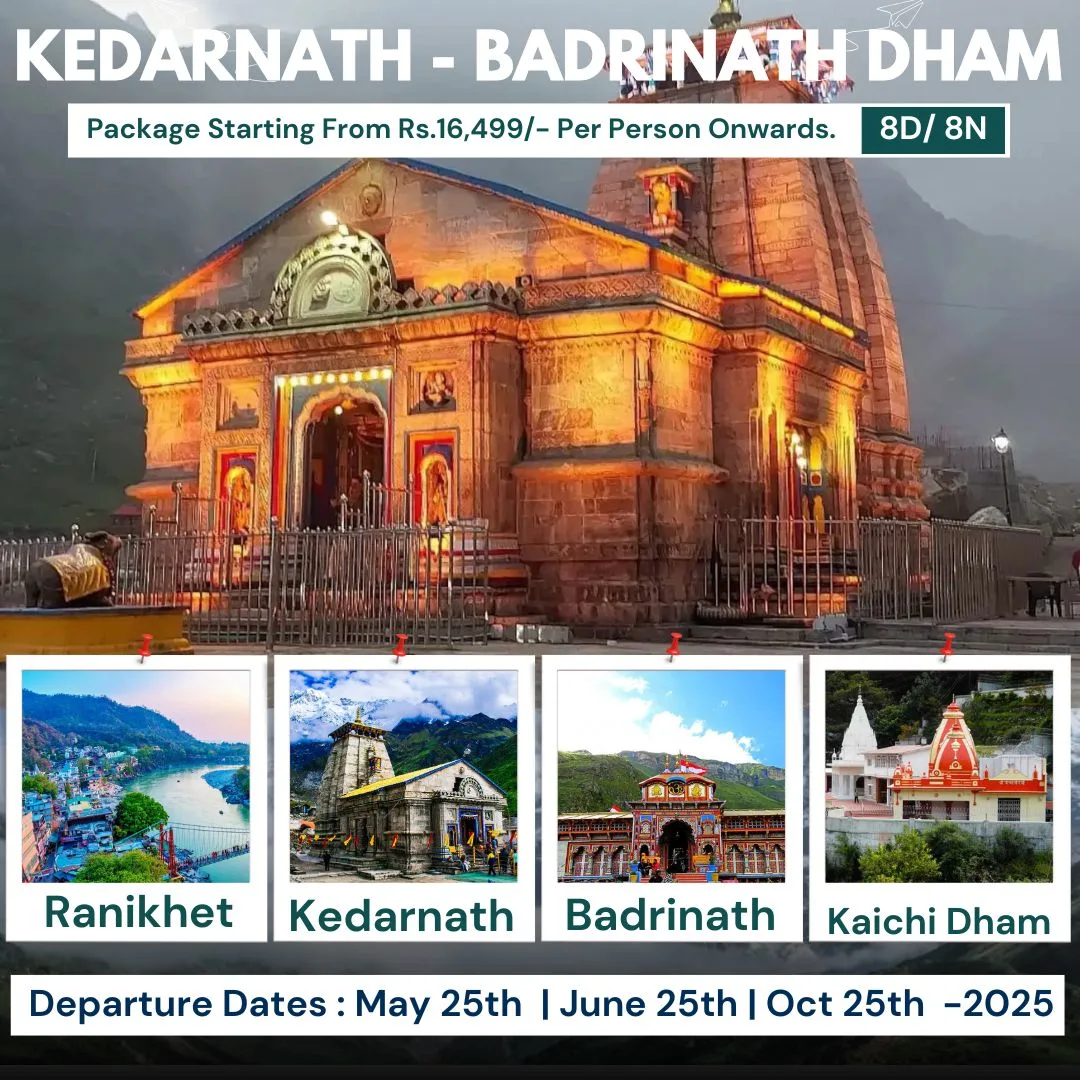 KEDARNATH - BADRINATH DHAM
Package Starting From Rs.16,499/- Per Person Onwards. 8D/ 8N
Ranikhet
Kedarnath
Badrinath
Kaichi Dham
Departure Dates : May 25th | June 25th | Oct 25th -2025